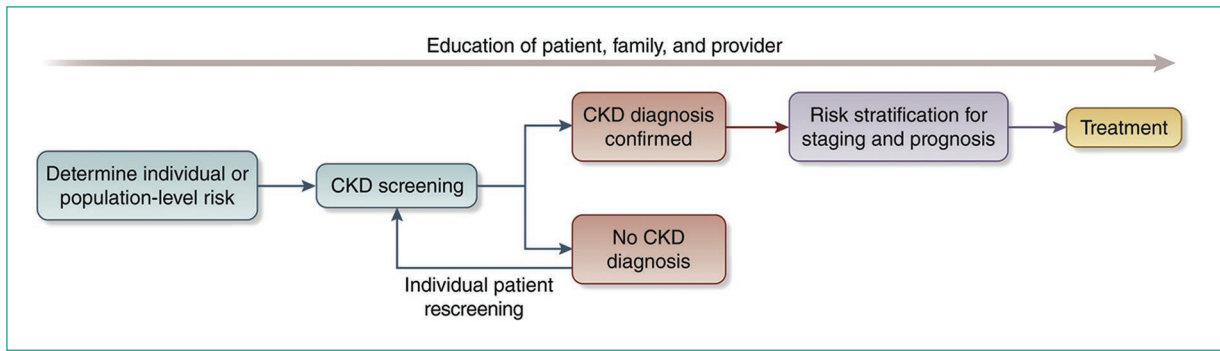 Education of patient, family, and provider
Determine individual or
population-level risk
CKD screening
CKD diagnosis
confirmed
Risk stratification for
staging and prognosis
Treatment
No CKD
diagnosis
Individual patient
rescreening